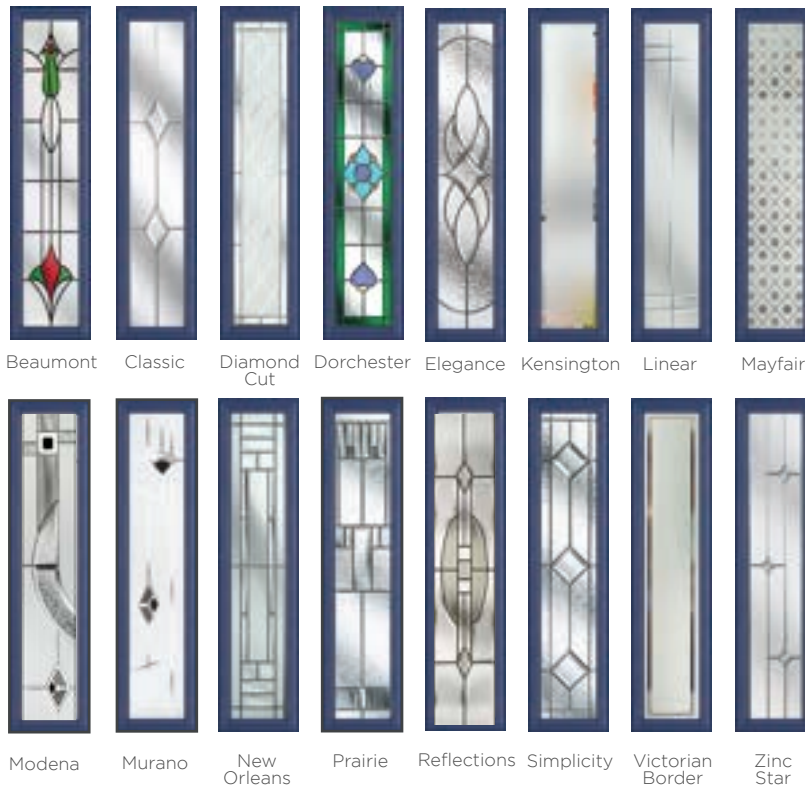 Beaumont
Classic
Diamond
Cut
Dorchester
Elegance
Kensington
Linear
Mayfair
Modena
Murano
New
Orleans
Prairie
Reflections
Simplicity
Victorian
Border
Zinc
Star